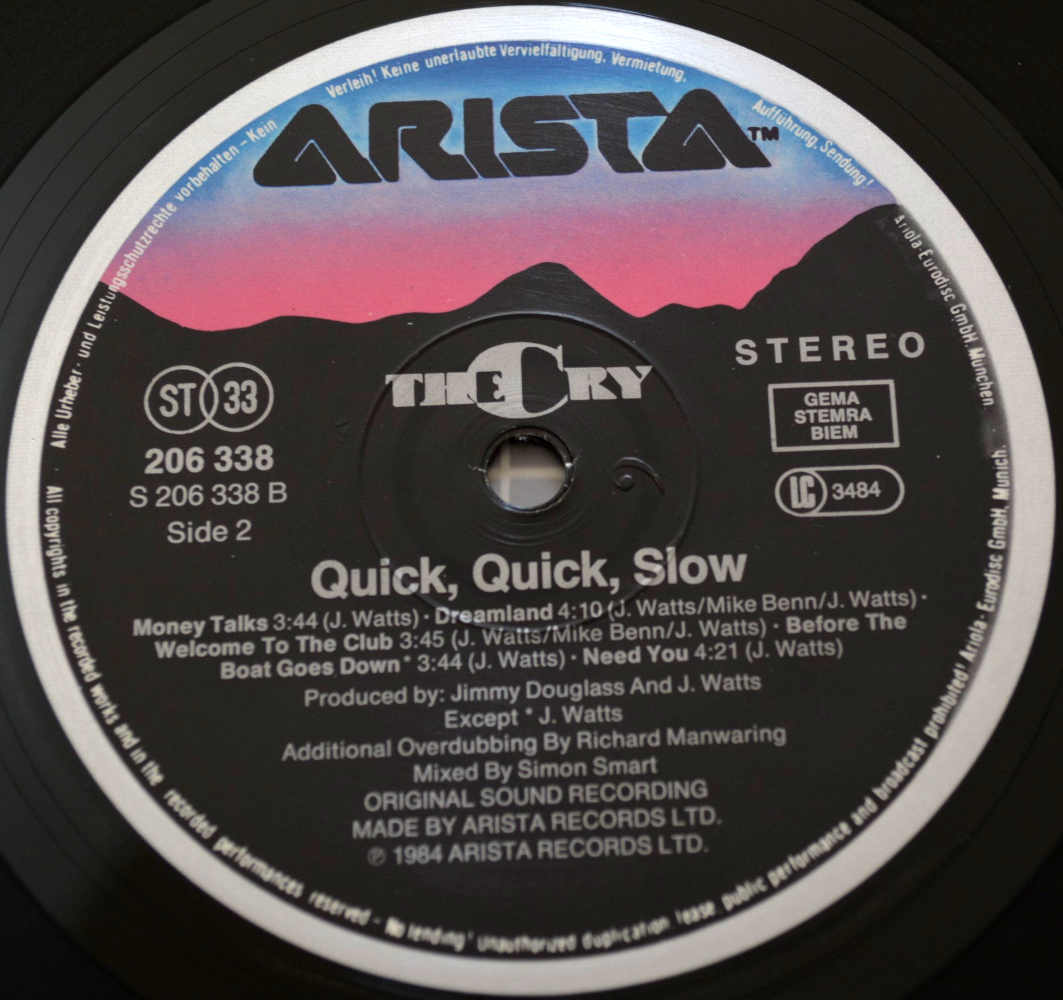 Alle Urheber- und Leistungsschutzrechte vorbehalten – Kein Verleih! Keine unerlaubte Vervielfältigung, Vermietung, Aufführung, Sendung!
ARISTA™
Ariola-Eurodisc GmbH, München.
STEREO
THE CRY
ST 33
GEMA
STEMRA
BIEM
206 338
S 206 338 B
LC 3484
Side 2
Quick, Quick, Slow
Money Talks 3:44 (J. Watts) · Dreamland 4:10 (J. Watts/Mike Benn/J. Watts) ·
Welcome To The Club 3:45 (J. Watts/Mike Benn/J. Watts) · Before The
Boat Goes Down* 3:44 (J. Watts) · Need You 4:21 (J. Watts)
Produced by: Jimmy Douglass And J. Watts
Except * J. Watts
Additional Overdubbing By Richard Manwaring
Mixed By Simon Smart
ORIGINAL SOUND RECORDING
MADE BY ARISTA RECORDS LTD.
℗ 1984 ARISTA RECORDS LTD.
All copyrights in the recorded works and in the recorded performances reserved - No lending! Unauthorized duplication, lease, public performance and broadcast prohibited! Ariola-Eurodisc GmbH, Munich.